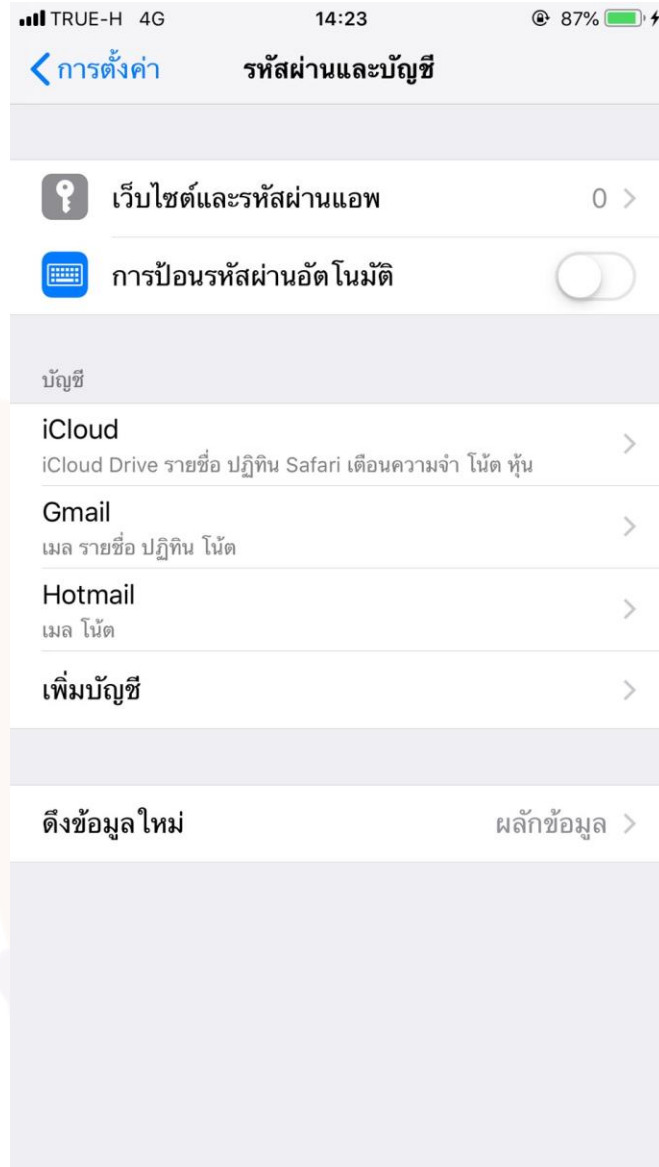 TRUE-H 4G 14:23 87%
การตั้งค่า รหัสผ่านและบัญชี
เว็บไซต์และรหัสผ่านแอพ 0
การป้อนรหัสผ่านอัตโนมัติ
บัญชี
iCloud
iCloud Drive รายชื่อ ปฏิทิน Safari เตือนความจำ โน้ต หุ้น
Gmail
เมล รายชื่อ ปฏิทิน โน้ต
Hotmail
เมล โน้ต
เพิ่มบัญชี
ดึงข้อมูลใหม่ ผลักข้อมูล